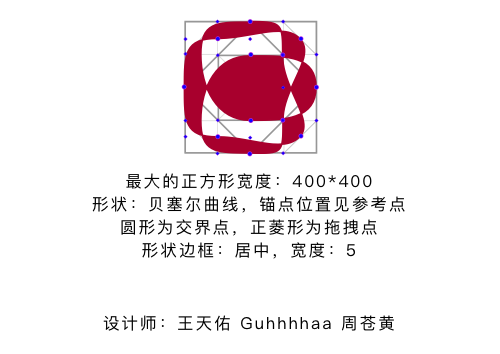 最大的正方形宽度：400*400
形状：贝塞尔曲线，锚点位置见参考点
圆形为交界点，正菱形为拖拽点
形状边框：居中，宽度：5
设计师：王天佑 Guhhhhaa 周苍黄